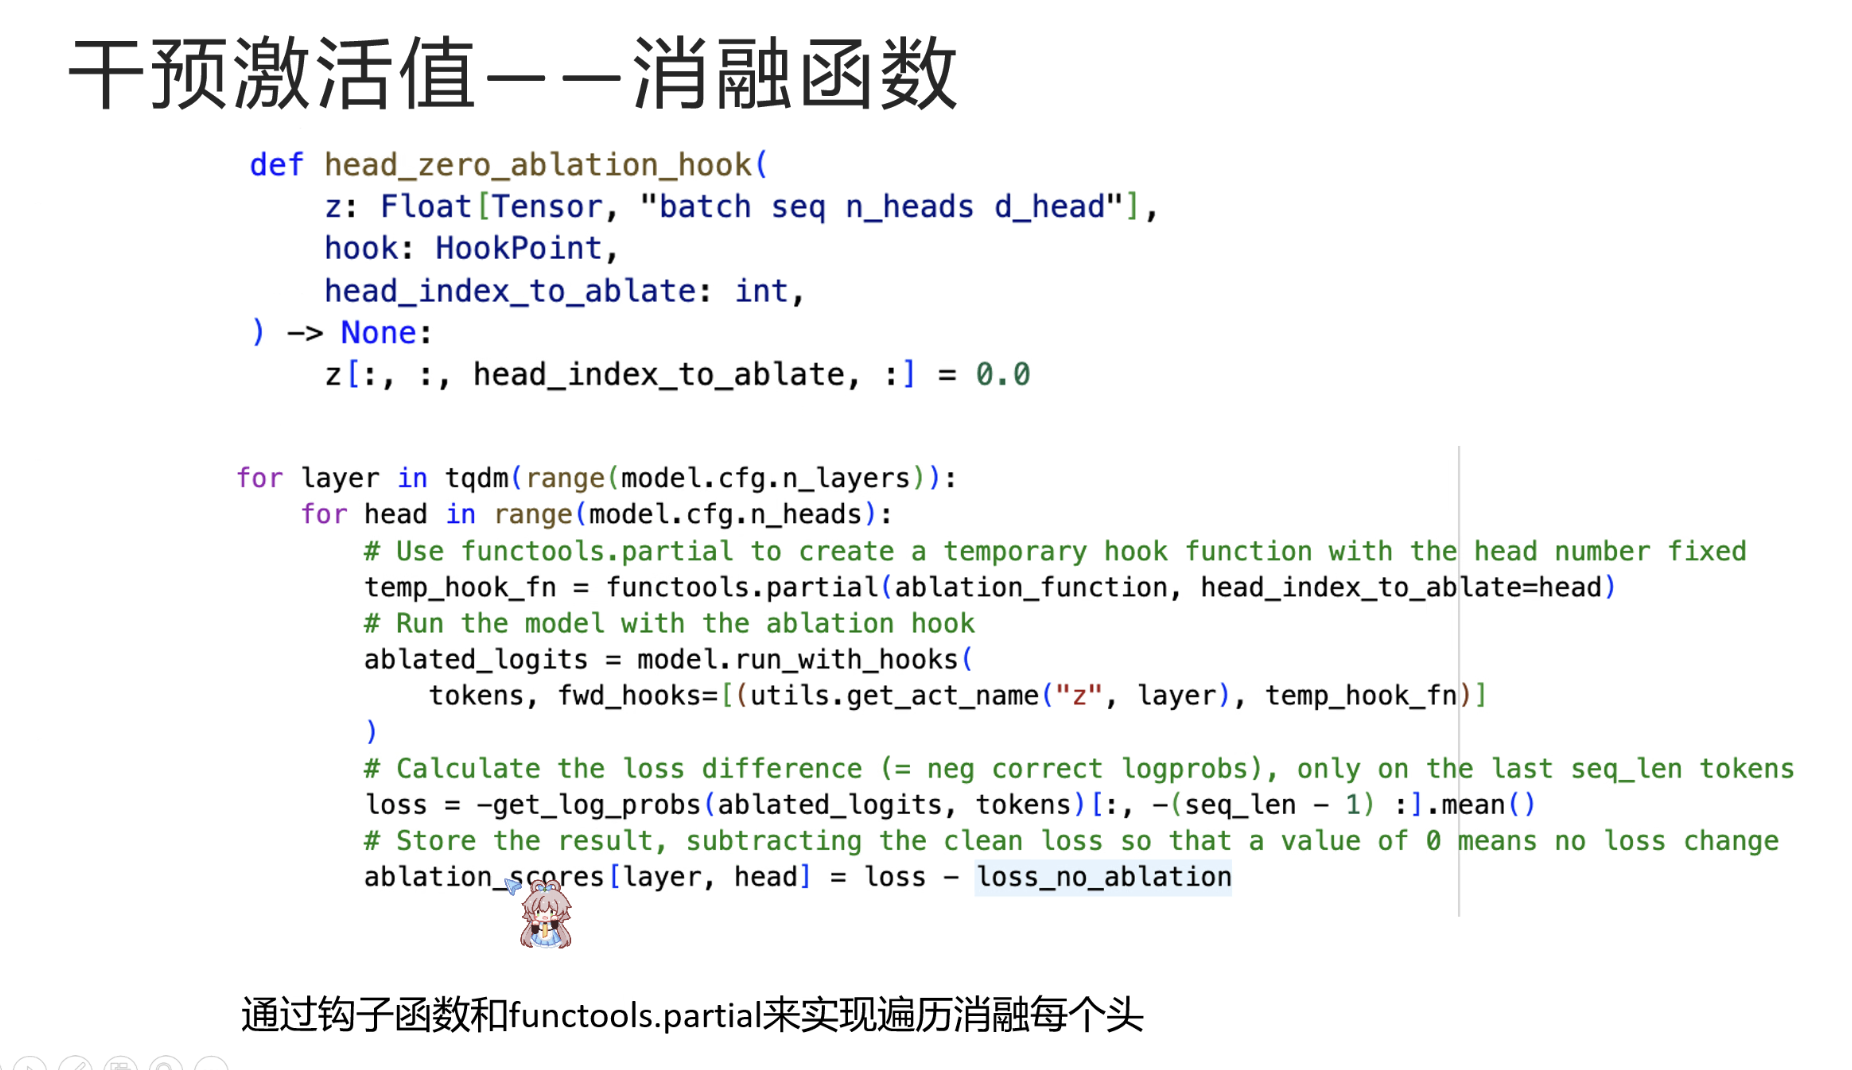 干预激活值——消融函数
def head_zero_ablation_hook(
    z: Float[Tensor, "batch seq n_heads d_head"],
    hook: HookPoint,
    head_index_to_ablate: int,
) -> None:
    z[:, :, head_index_to_ablate, :] = 0.0
for layer in tqdm(range(model.cfg.n_layers)):
    for head in range(model.cfg.n_heads):
        # Use functools.partial to create a temporary hook function with the head number fixed
        temp_hook_fn = functools.partial(ablation_function, head_index_to_ablate=head)
        # Run the model with the ablation hook
        ablated_logits = model.run_with_hooks(
            tokens, fwd_hooks=[(utils.get_act_name("z", layer), temp_hook_fn)]
        )
        # Calculate the loss difference (= neg correct logprobs), only on the last seq_len tokens
        loss = -get_log_probs(ablated_logits, tokens)[:, -(seq_len - 1) :].mean()
        # Store the result, subtracting the clean loss so that a value of 0 means no loss change
        ablation_scores[layer, head] = loss - loss_no_ablation
通过钩子函数和functools.partial来实现遍历消融每个头